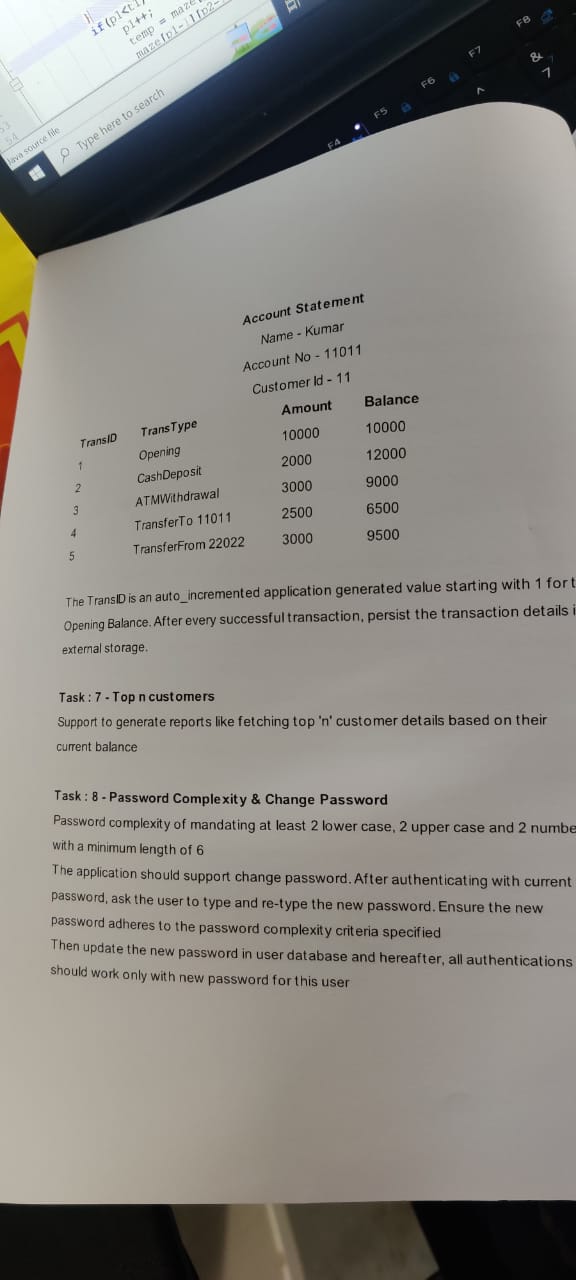 if(p1<t1
p1++;
temp = maze
maze[p1-1][p2-
53
54
Java source file
Type here to search
F4
F5
F6
F7
F8
^
&
7
Account Statement
Name - Kumar
Account No - 11011
Customer Id - 11
TransID TransType Amount Balance
1 Opening 10000 10000
2 CashDeposit 2000 12000
3 ATMWithdrawal 3000 9000
4 TransferTo 11011 2500 6500
5 TransferFrom 22022 3000 9500
The TransID is an auto_incremented application generated value starting with 1 for t
Opening Balance. After every successful transaction, persist the transaction details i
external storage.
Task : 7 - Top n customers
Support to generate reports like fetching top 'n' customer details based on their
current balance
Task : 8 - Password Complexity & Change Password
Password complexity of mandating at least 2 lower case, 2 upper case and 2 numbe
with a minimum length of 6
The application should support change password. After authenticating with current
password, ask the user to type and re-type the new password. Ensure the new
password adheres to the password complexity criteria specified
Then update the new password in user database and hereafter, all authentications
should work only with new password for this user